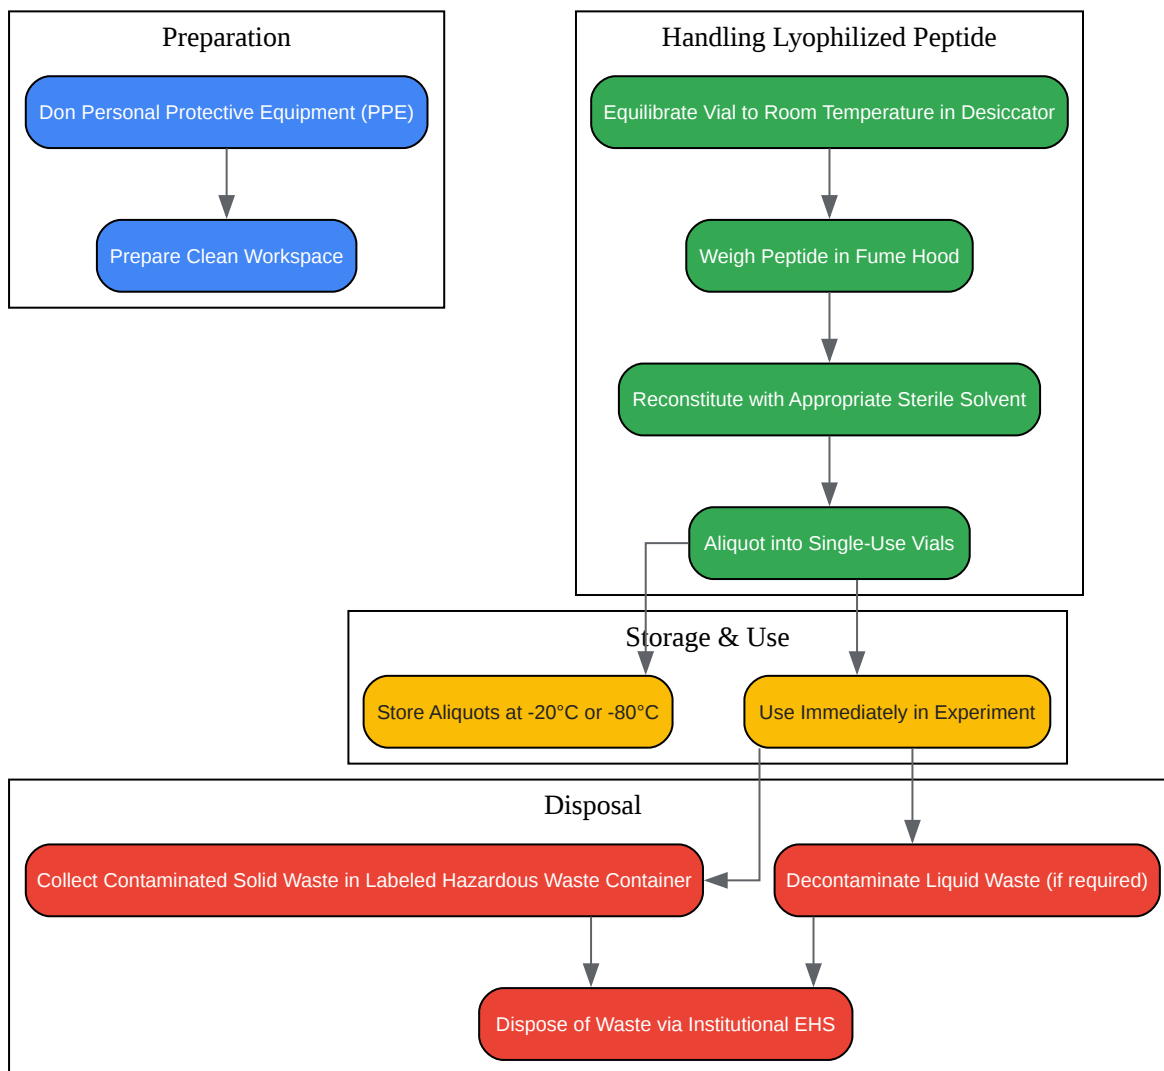 Preparation
Don Personal Protective Equipment (PPE)
Prepare Clean Workspace
Handling Lyophilized Peptide
Equilibrate Vial to Room Temperature in Desiccator
Weigh Peptide in Fume Hood
Reconstitute with Appropriate Sterile Solvent
Aliquot into Single-Use Vials
Storage & Use
Store Aliquots at -20°C or -80°C
Use Immediately in Experiment
Disposal
Collect Contaminated Solid Waste in Labeled Hazardous Waste Container
Decontaminate Liquid Waste (if required)
Dispose of Waste via Institutional EHS